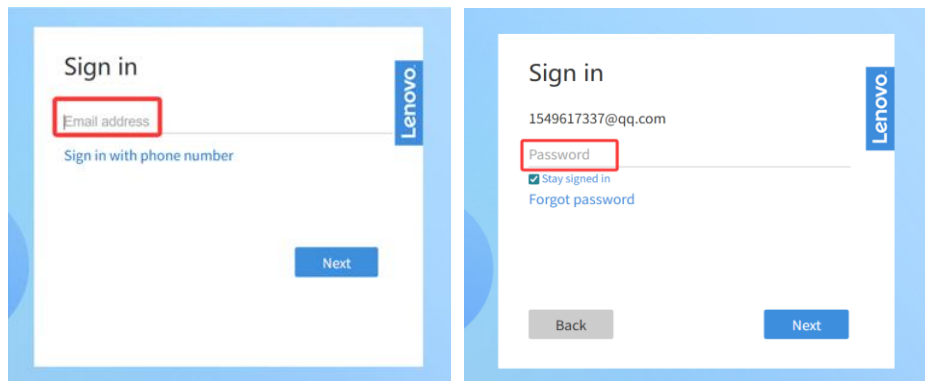 Sign in
Email address
Sign in with phone number
Next
Lenovo.
Sign in
1549617337@qq.com
Password
Stay signed in
Forgot password
Back
Next
Lenovo.